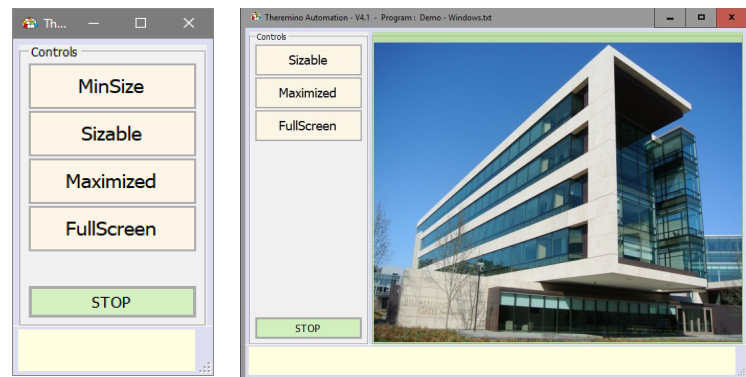 Th...
Controls
MinSize
Sizable
Maximized
FullScreen
STOP
Theremino Automation - V4.1 - Program : Demo - Windows.txt
Controls
Sizable
Maximized
FullScreen
STOP